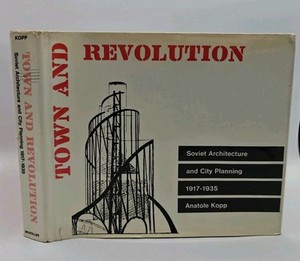 KOPP
Soviet Architecture and City Planning 1917-1935
TOWN AND REVOLUTION
TOWN AND
REVOLUTION
Soviet Architecture
and City Planning
1917-1935
Anatole Kopp